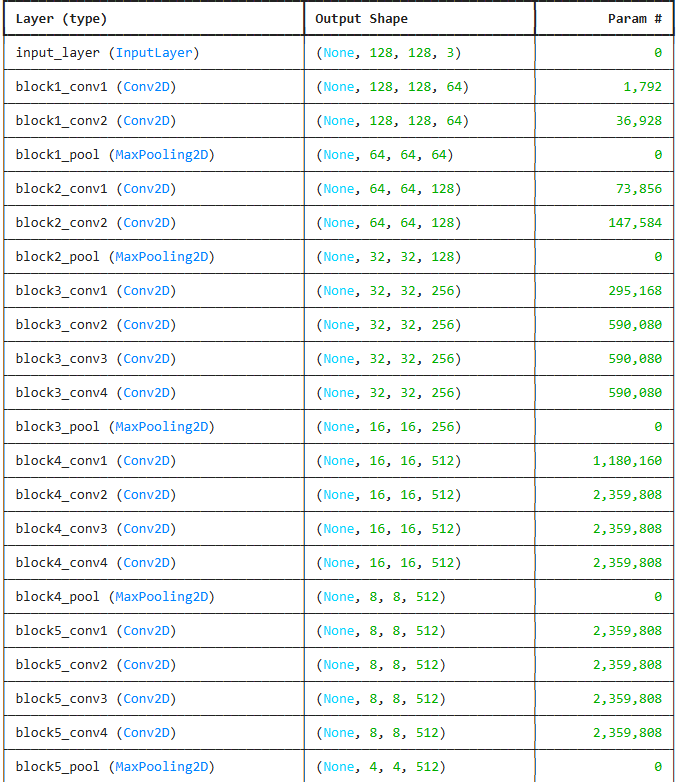 Layer (type) Output Shape Param #
input_layer (InputLayer) (None, 128, 128, 3) 0
block1_conv1 (Conv2D) (None, 128, 128, 64) 1,792
block1_conv2 (Conv2D) (None, 128, 128, 64) 36,928
block1_pool (MaxPooling2D) (None, 64, 64, 64) 0
block2_conv1 (Conv2D) (None, 64, 64, 128) 73,856
block2_conv2 (Conv2D) (None, 64, 64, 128) 147,584
block2_pool (MaxPooling2D) (None, 32, 32, 128) 0
block3_conv1 (Conv2D) (None, 32, 32, 256) 295,168
block3_conv2 (Conv2D) (None, 32, 32, 256) 590,080
block3_conv3 (Conv2D) (None, 32, 32, 256) 590,080
block3_conv4 (Conv2D) (None, 32, 32, 256) 590,080
block3_pool (MaxPooling2D) (None, 16, 16, 256) 0
block4_conv1 (Conv2D) (None, 16, 16, 512) 1,180,160
block4_conv2 (Conv2D) (None, 16, 16, 512) 2,359,808
block4_conv3 (Conv2D) (None, 16, 16, 512) 2,359,808
block4_conv4 (Conv2D) (None, 16, 16, 512) 2,359,808
block4_pool (MaxPooling2D) (None, 8, 8, 512) 0
block5_conv1 (Conv2D) (None, 8, 8, 512) 2,359,808
block5_conv2 (Conv2D) (None, 8, 8, 512) 2,359,808
block5_conv3 (Conv2D) (None, 8, 8, 512) 2,359,808
block5_conv4 (Conv2D) (None, 8, 8, 512) 2,359,808
block5_pool (MaxPooling2D) (None, 4, 4, 512) 0